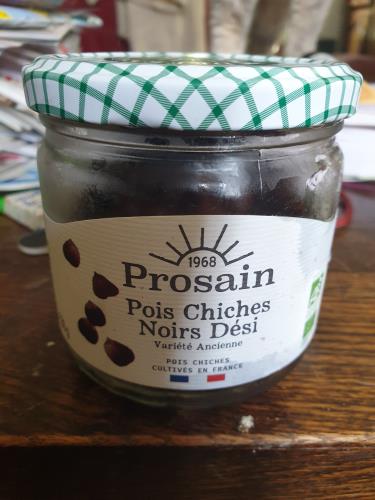 1968
Prosain
Pois Chiches
Noirs Dési
Variété Ancienne
POIS CHICHES
CULTIVÉS EN FRANCE